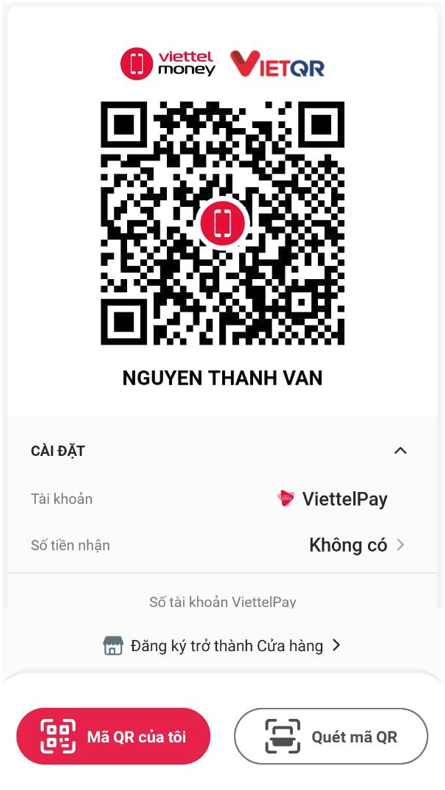 viettel
money
VIETQR
NGUYEN THANH VAN
CÀI ĐẶT
Tài khoản
ViettelPay
Số tiền nhận
Không có
Số tài khoản ViettelPay
Đăng ký trở thành Cửa hàng
Mã QR của tôi
Quét mã QR